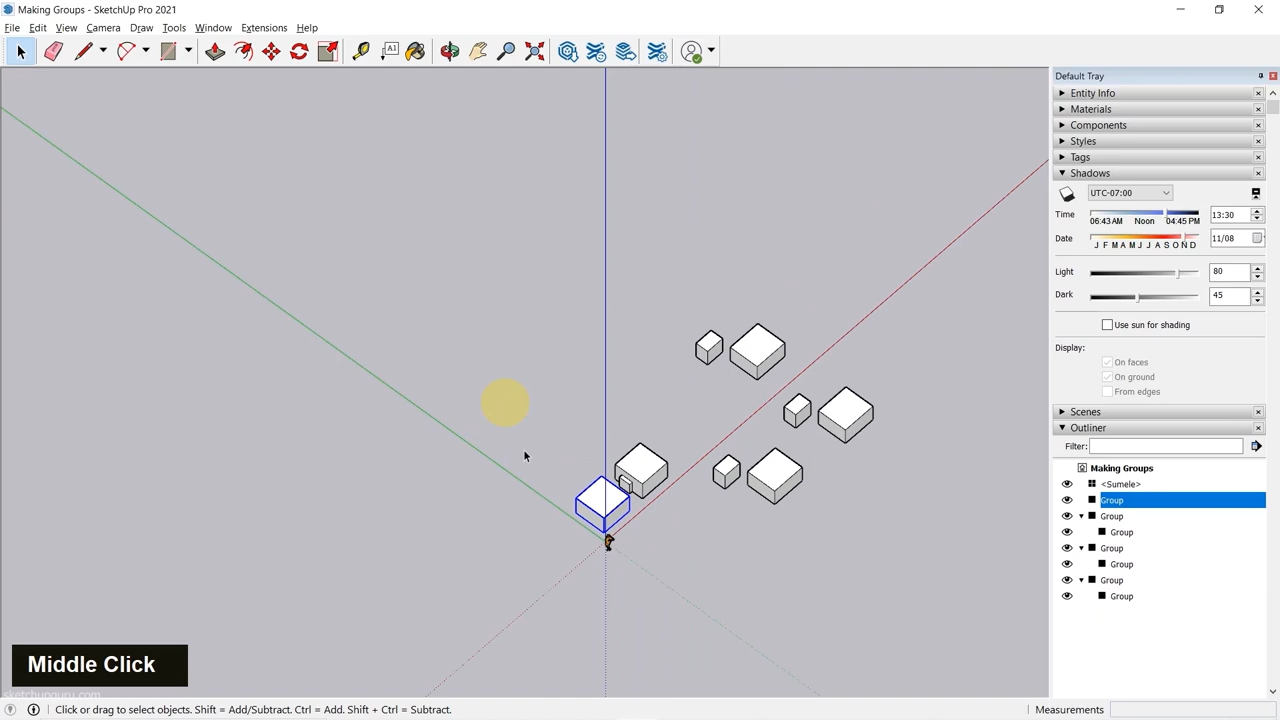 Making Groups - SketchUp Pro 2021
File Edit View Camera Draw Tools Window Extensions Help
A1
Default Tray
Entity Info
Materials
Components
Styles
Tags
Shadows
UTC-07:00
Time
13:30
06:43 AM Noon 04:45 PM
Date
11/08
J F M A M J J A S O N D
Light
80
Dark
45
Use sun for shading
Display:
On faces
On ground
From edges
Scenes
Outliner
Filter:
Making Groups
<Sumele>
Group
Group
Group
Group
Group
Group
Group
Middle Click
sketchupguru.com
Click or drag to select objects. Shift = Add/Subtract. Ctrl = Add. Shift + Ctrl = Subtract.
Measurements